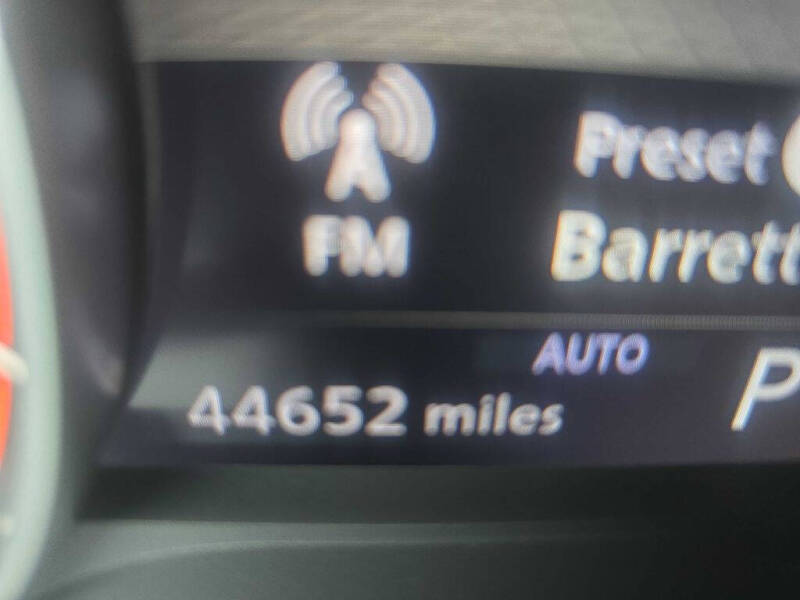 Preset
FM
Barrett
AUTO
P
44652 miles